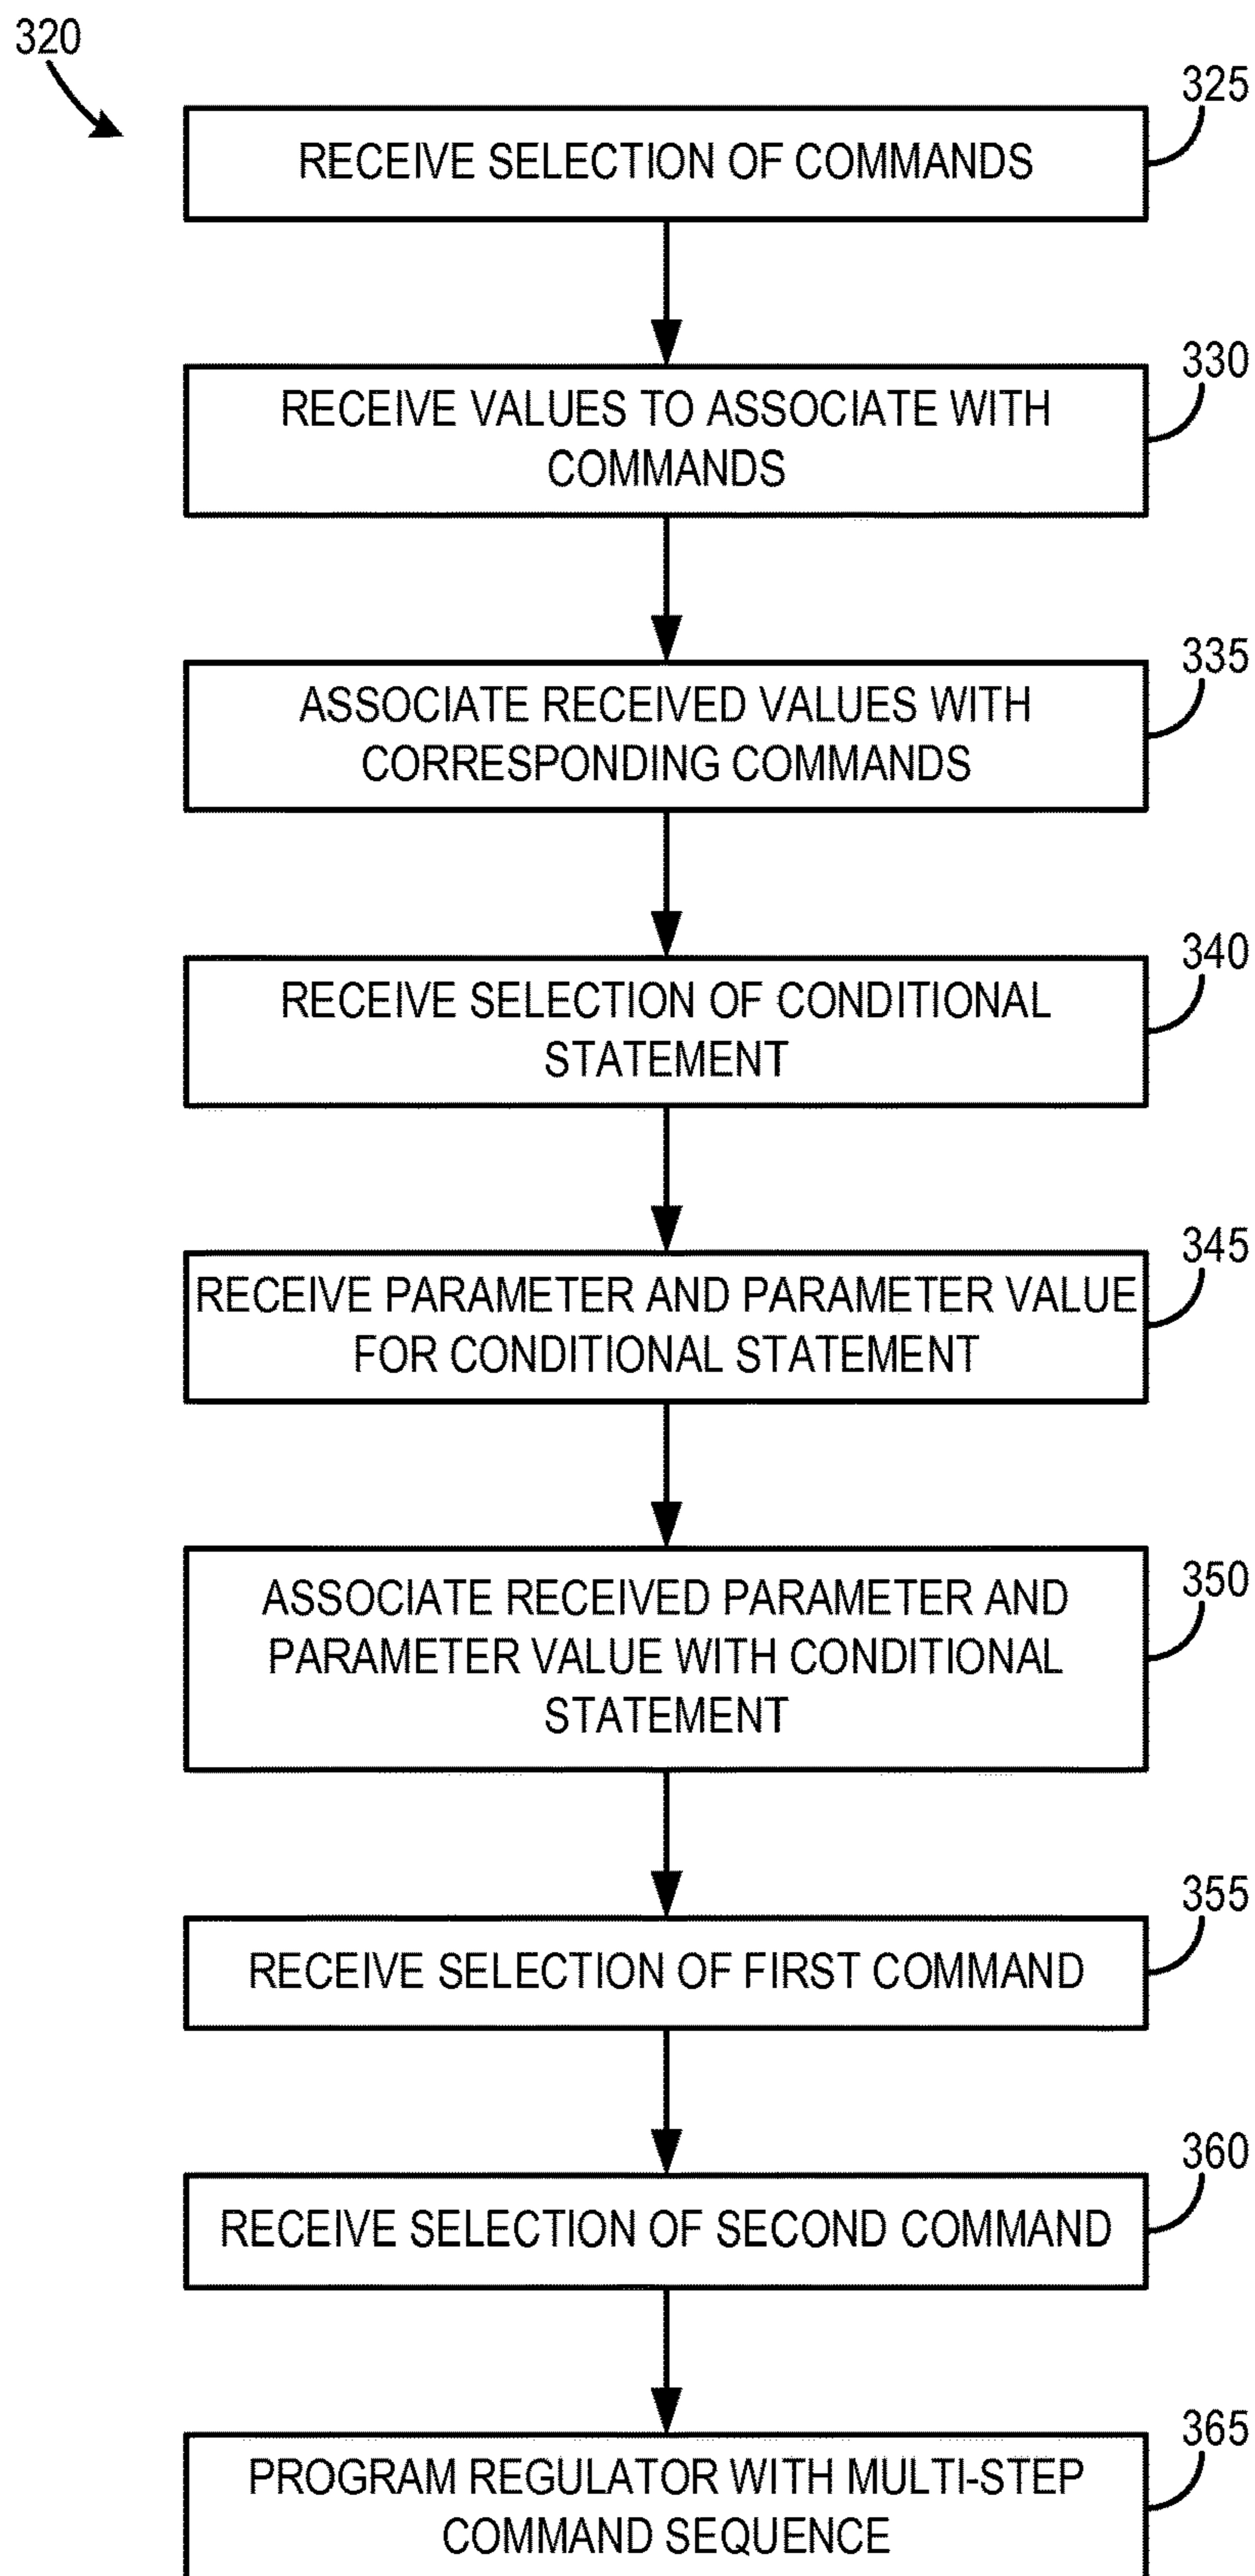 320
325
RECEIVE SELECTION OF COMMANDS
330
RECEIVE VALUES TO ASSOCIATE WITH
COMMANDS
335
ASSOCIATE RECEIVED VALUES WITH
CORRESPONDING COMMANDS
340
RECEIVE SELECTION OF CONDITIONAL
STATEMENT
345
RECEIVE PARAMETER AND PARAMETER VALUE
FOR CONDITIONAL STATEMENT
350
ASSOCIATE RECEIVED PARAMETER AND
PARAMETER VALUE WITH CONDITIONAL
STATEMENT
355
RECEIVE SELECTION OF FIRST COMMAND
360
RECEIVE SELECTION OF SECOND COMMAND
365
PROGRAM REGULATOR WITH MULTI-STEP
COMMAND SEQUENCE